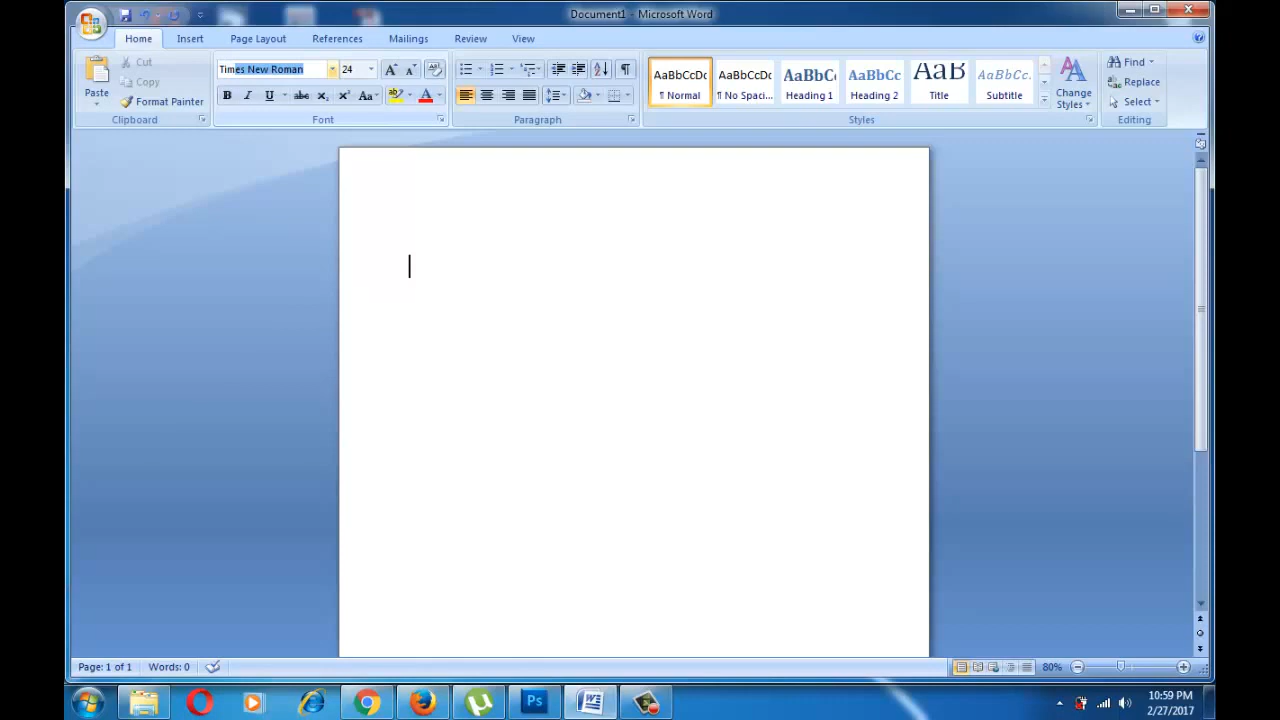 Document1 - Microsoft Word
Home Insert Page Layout References Mailings Review View
Paste
Cut
Copy
Format Painter
Clipboard
Times New Roman 24
Font
Paragraph
AaBbCcDc AaBbCcDc AaBbC AaBbCc AaB AaBbCc.
¶ Normal ¶ No Spaci... Heading 1 Heading 2 Title Subtitle
Change
Styles
Styles
Find
Replace
Select
Editing
Page: 1 of 1 Words: 0 80%
Ps
10:59 PM
2/27/2017